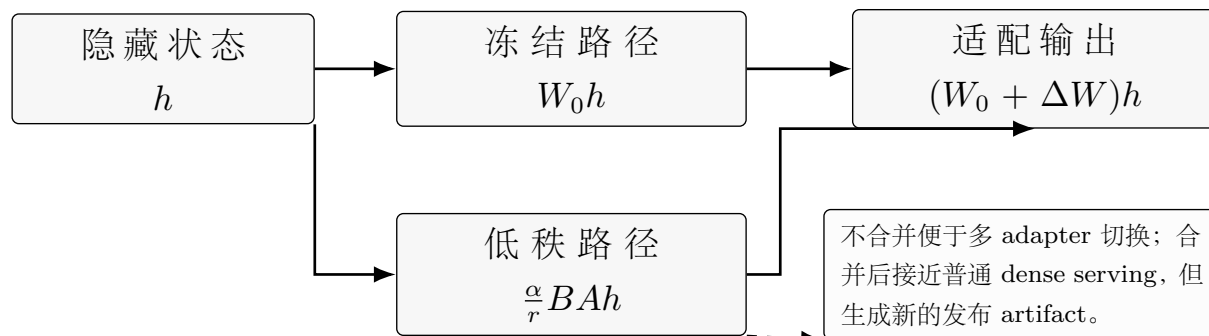 隐藏状态
h
冻结路径
W₀h
适配输出
(W₀ + ΔW)h
低秩路径
α/r BAh
不合并便于多 adapter 切换；合
并后接近普通 dense serving，但
生成新的发布 artifact。